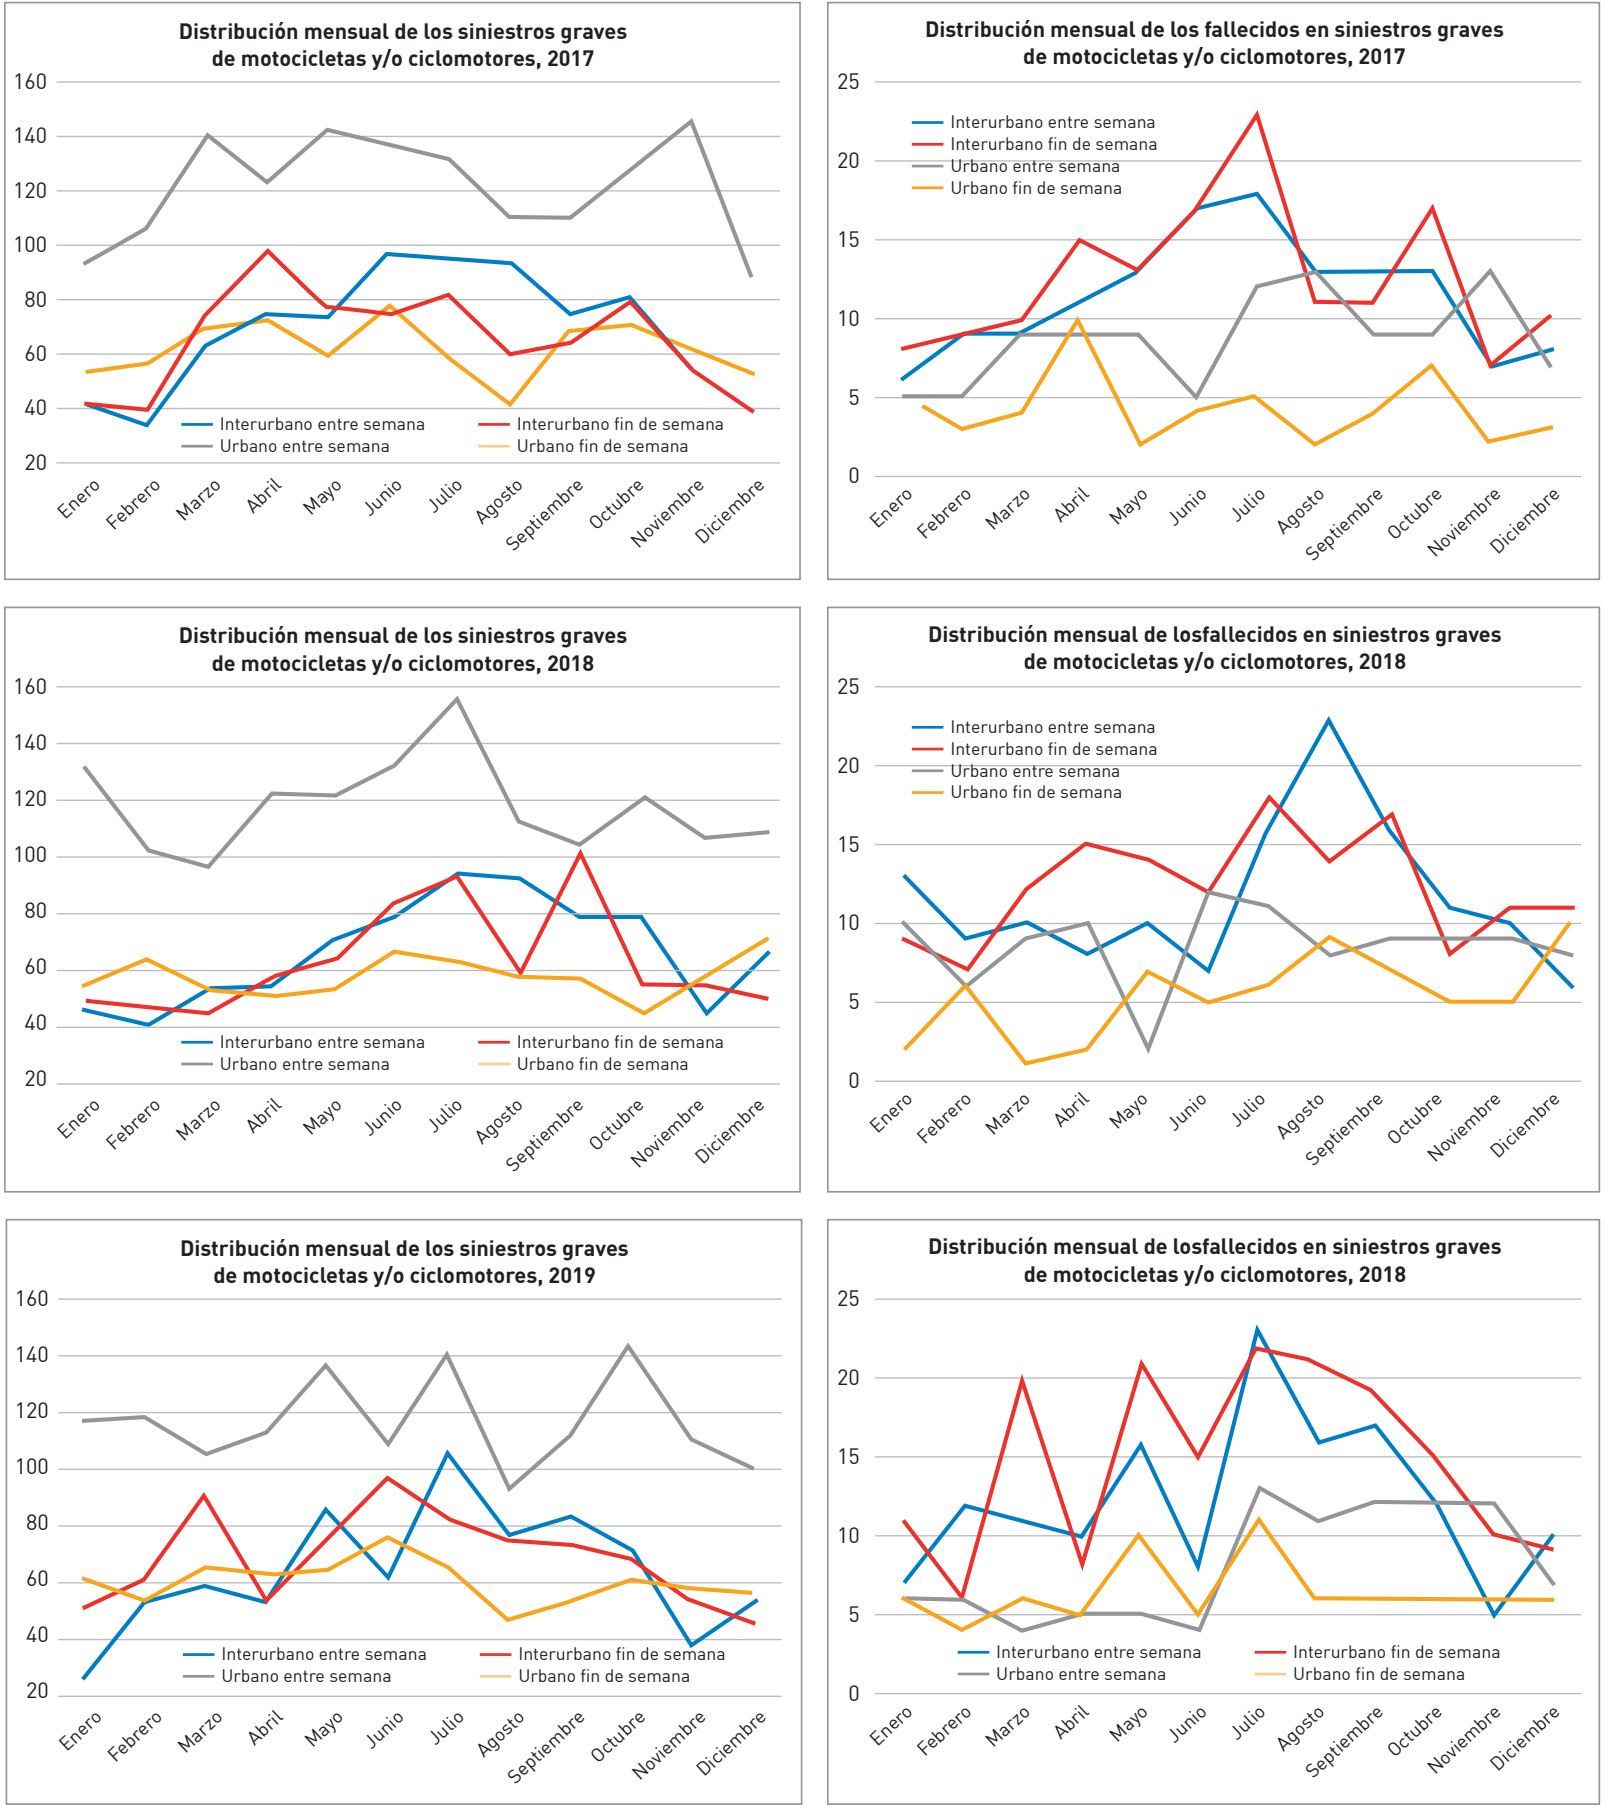 Distribución mensual de los siniestros graves
de motocicletas y/o ciclomotores, 2017
160
140
120
100
80
60
40
20
Interurbano entre semana
Interurbano fin de semana
Urbano entre semana
Urbano fin de semana
Enero
Febrero
Marzo
Abril
Mayo
Junio
Julio
Agosto
Septiembre
Octubre
Noviembre
Diciembre
Distribución mensual de los fallecidos en siniestros graves
de motocicletas y/o ciclomotores, 2017
25
20
15
10
5
0
Interurbano entre semana
Interurbano fin de semana
Urbano entre semana
Urbano fin de semana
Enero
Febrero
Marzo
Abril
Mayo
Junio
Julio
Agosto
Septiembre
Octubre
Noviembre
Diciembre
Distribución mensual de los siniestros graves
de motocicletas y/o ciclomotores, 2018
160
140
120
100
80
60
40
20
Interurbano entre semana
Interurbano fin de semana
Urbano entre semana
Urbano fin de semana
Enero
Febrero
Marzo
Abril
Mayo
Junio
Julio
Agosto
Septiembre
Octubre
Noviembre
Diciembre
Distribución mensual de losfallecidos en siniestros graves
de motocicletas y/o ciclomotores, 2018
25
20
15
10
5
0
Interurbano entre semana
Interurbano fin de semana
Urbano entre semana
Urbano fin de semana
Enero
Febrero
Marzo
Abril
Mayo
Junio
Julio
Agosto
Septiembre
Octubre
Noviembre
Diciembre
Distribución mensual de los siniestros graves
de motocicletas y/o ciclomotores, 2019
160
140
120
100
80
60
40
20
Interurbano entre semana
Interurbano fin de semana
Urbano entre semana
Urbano fin de semana
Enero
Febrero
Marzo
Abril
Mayo
Junio
Julio
Agosto
Septiembre
Octubre
Noviembre
Diciembre
Distribución mensual de losfallecidos en siniestros graves
de motocicletas y/o ciclomotores, 2018
25
20
15
10
5
0
Interurbano entre semana
Interurbano fin de semana
Urbano entre semana
Urbano fin de semana
Enero
Febrero
Marzo
Abril
Mayo
Junio
Julio
Agosto
Septiembre
Octubre
Noviembre
Diciembre